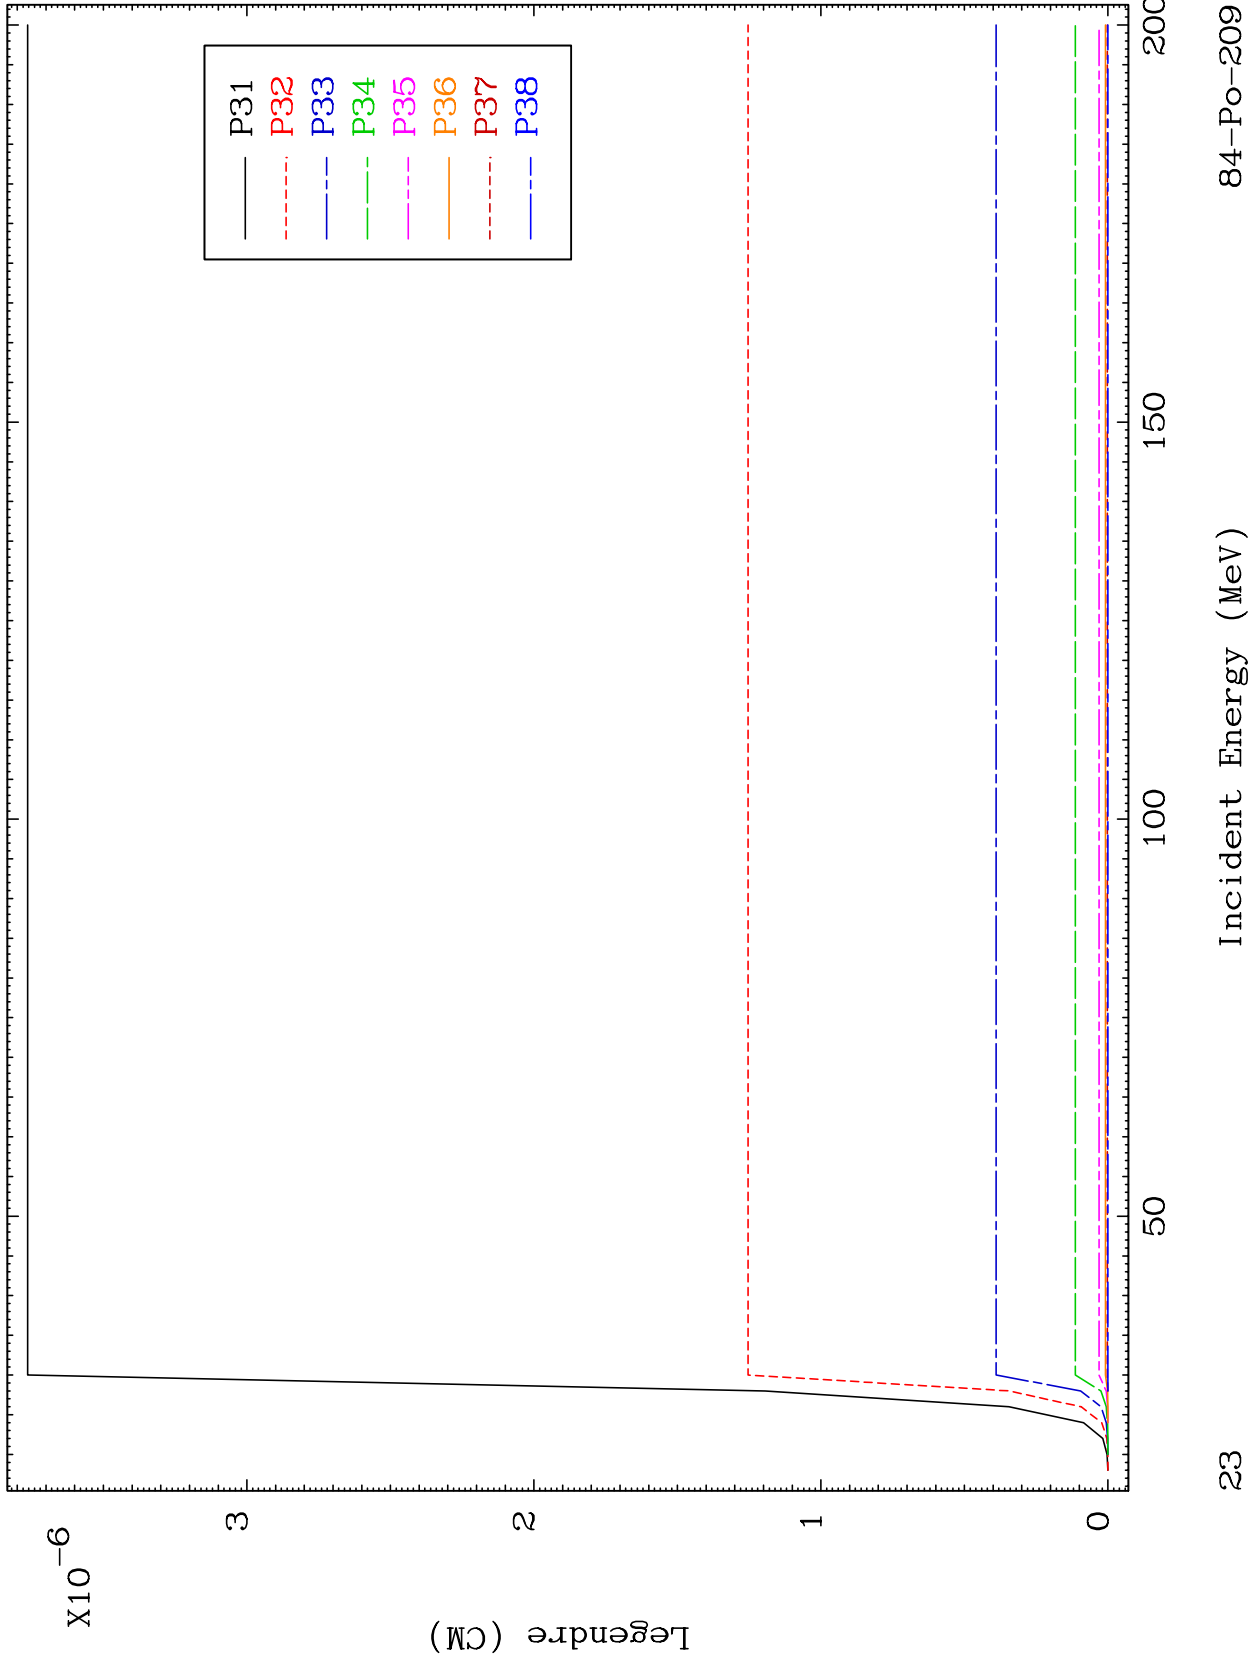 X10
-6
3
2
1
0
Legendre (CM)
P31
P32
P33
P34
P35
P36
P37
P38
50
100
150
200
Incident Energy (MeV)
23
84-Po-209